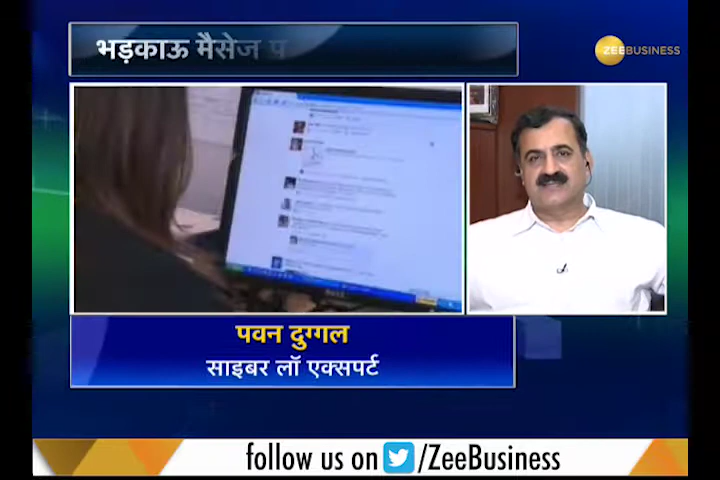 भड़काऊ मैसेज प
ZEEBUSINESS
पवन दुग्गल
साइबर लॉ एक्सपर्ट
follow us on /ZeeBusiness